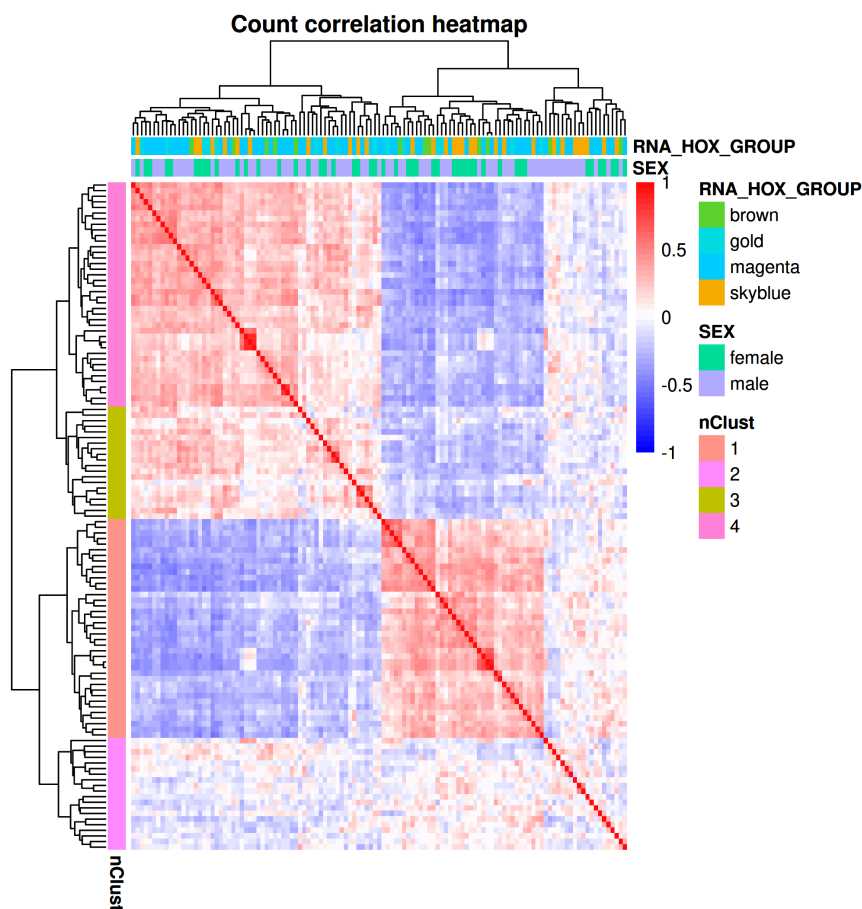 Count correlation heatmap
RNA_HOX_GROUP
SEX
1
0.5
0
-0.5
-1
RNA_HOX_GROUP
brown
gold
magenta
skyblue
SEX
female
male
nClust
1
2
3
4
nClust